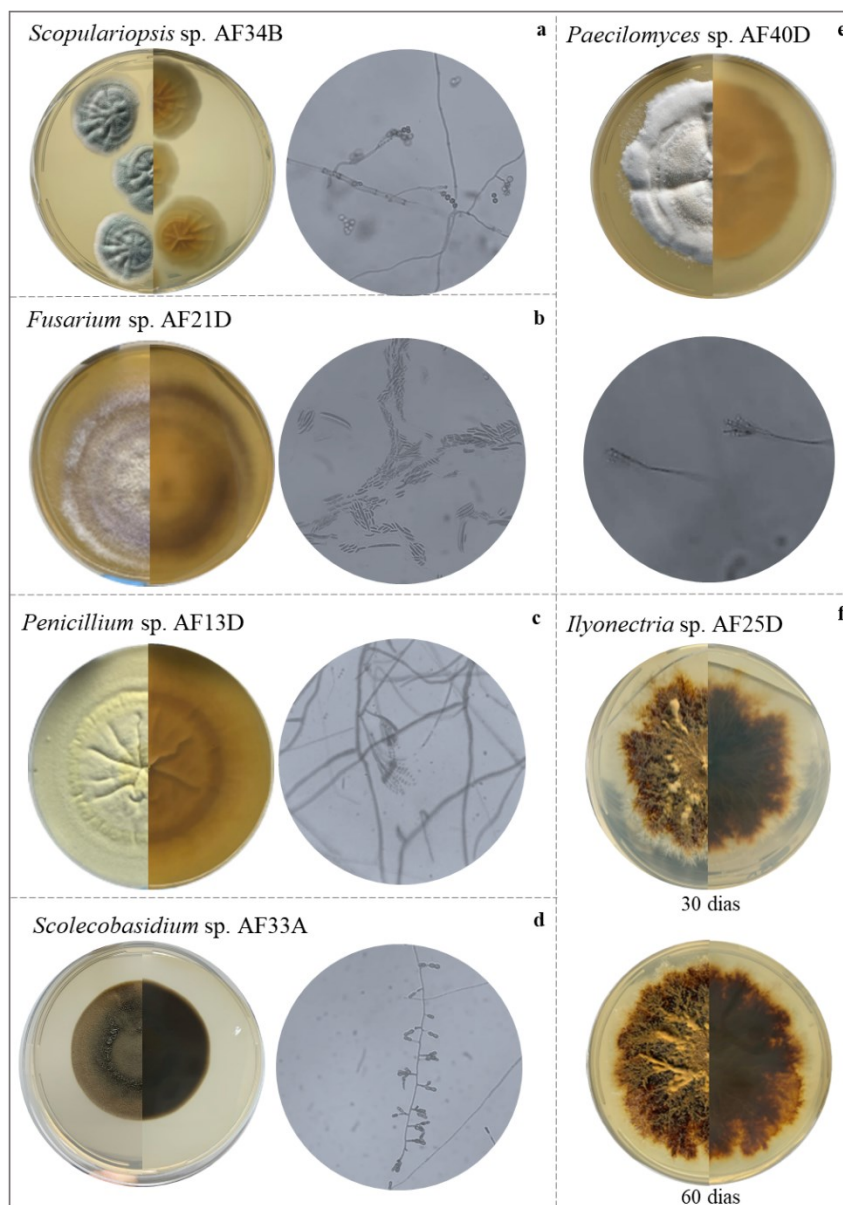 Scopulariopsis sp. AF34B
a
Fusarium sp. AF21D
b
Penicillium sp. AF13D
c
Scolecobasidium sp. AF33A
d
Paecilomyces sp. AF40D
e
Ilyonectria sp. AF25D
f
30 dias
60 dias